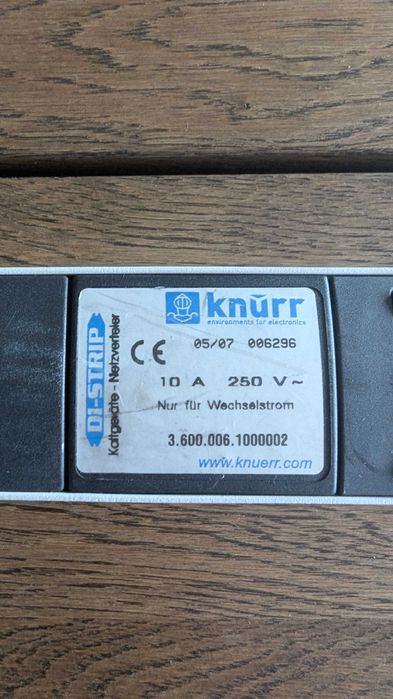 DI-STRIP
Kaltgeräte - Netzverteiler
knürr
environments for electronics
CE 05/07 006296
10 A 250 V ~
Nur für Wechselstrom
3.600.006.1000002
www.knuerr.com